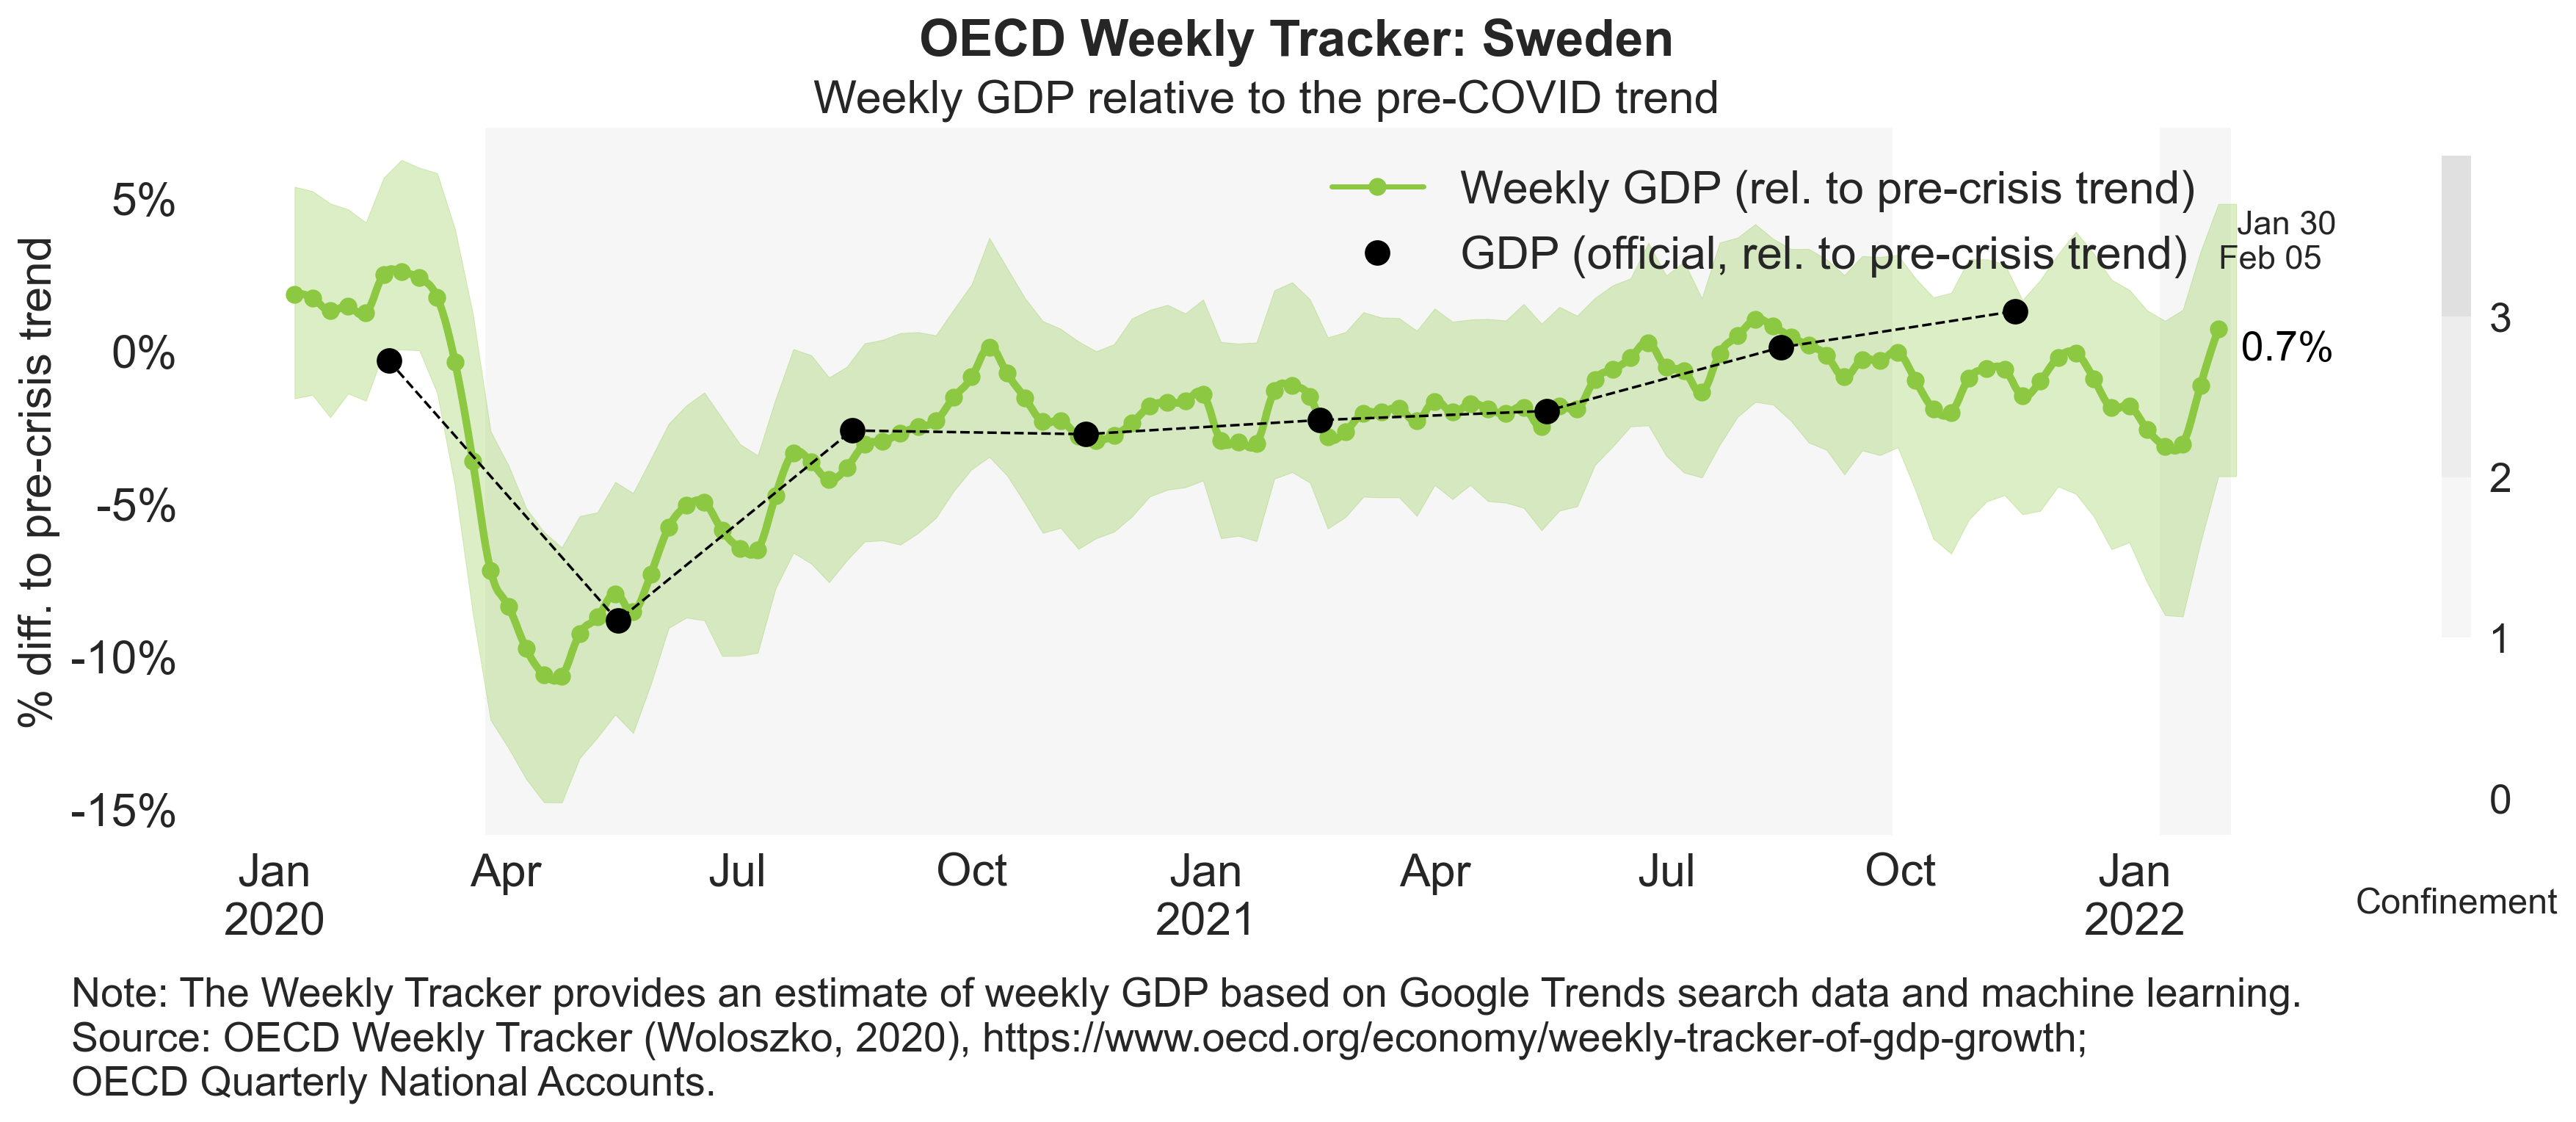 OECD Weekly Tracker: Sweden
Weekly GDP relative to the pre-COVID trend
% diff. to pre-crisis trend
5%
0%
-5%
-10%
-15%
Weekly GDP (rel. to pre-crisis trend)
GDP (official, rel. to pre-crisis trend)
Jan 30
Feb 05
0.7%
3
2
1
0
Confinement
Jan Apr Jul Oct Jan Apr Jul Oct Jan
2020 2021 2022
Note: The Weekly Tracker provides an estimate of weekly GDP based on Google Trends search data and machine learning.
Source: OECD Weekly Tracker (Woloszko, 2020), https://www.oecd.org/economy/weekly-tracker-of-gdp-growth;
OECD Quarterly National Accounts.